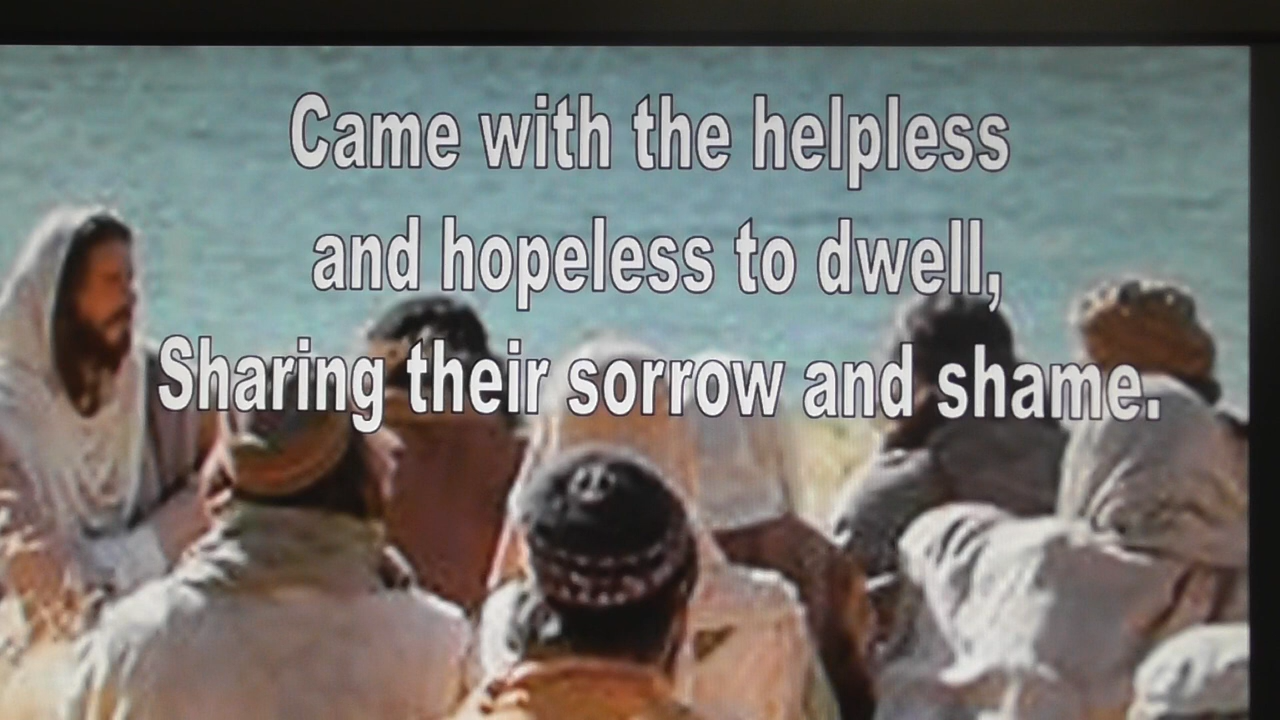 Came with the helpless
and hopeless to dwell,
Sharing their sorrow and shame.